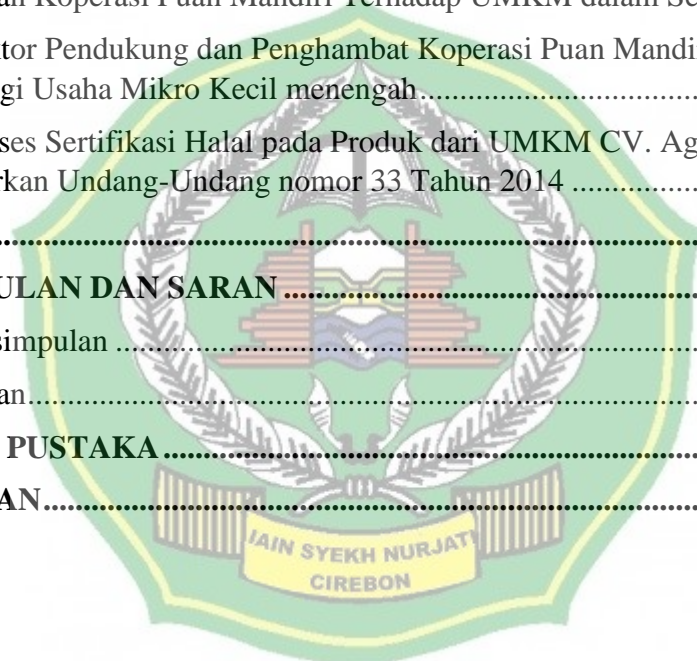 an Koperasi Puan Mandiri Terhadap UMKM dalam Se
tor Pendukung dan Penghambat Koperasi Puan Mandi
gi Usaha Mikro Kecil menengah
ses Sertifikasi Halal pada Produk dari UMKM CV. Ag
rkan Undang-Undang nomor 33 Tahun 2014
ULAN DAN SARAN
simpulan
an
PUSTAKA
AN
IAIN SYEKH NURJATI
CIREBON